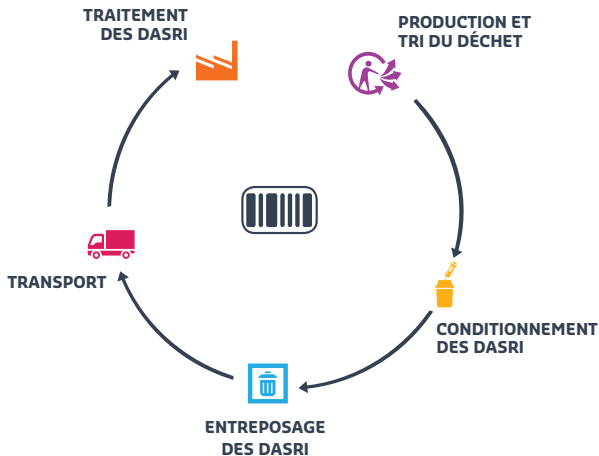 TRAITEMENT
DES DASRI
PRODUCTION ET
TRI DU DÉCHET
TRANSPORT
CONDITIONNEMENT
DES DASRI
ENTREPOSAGE
DES DASRI